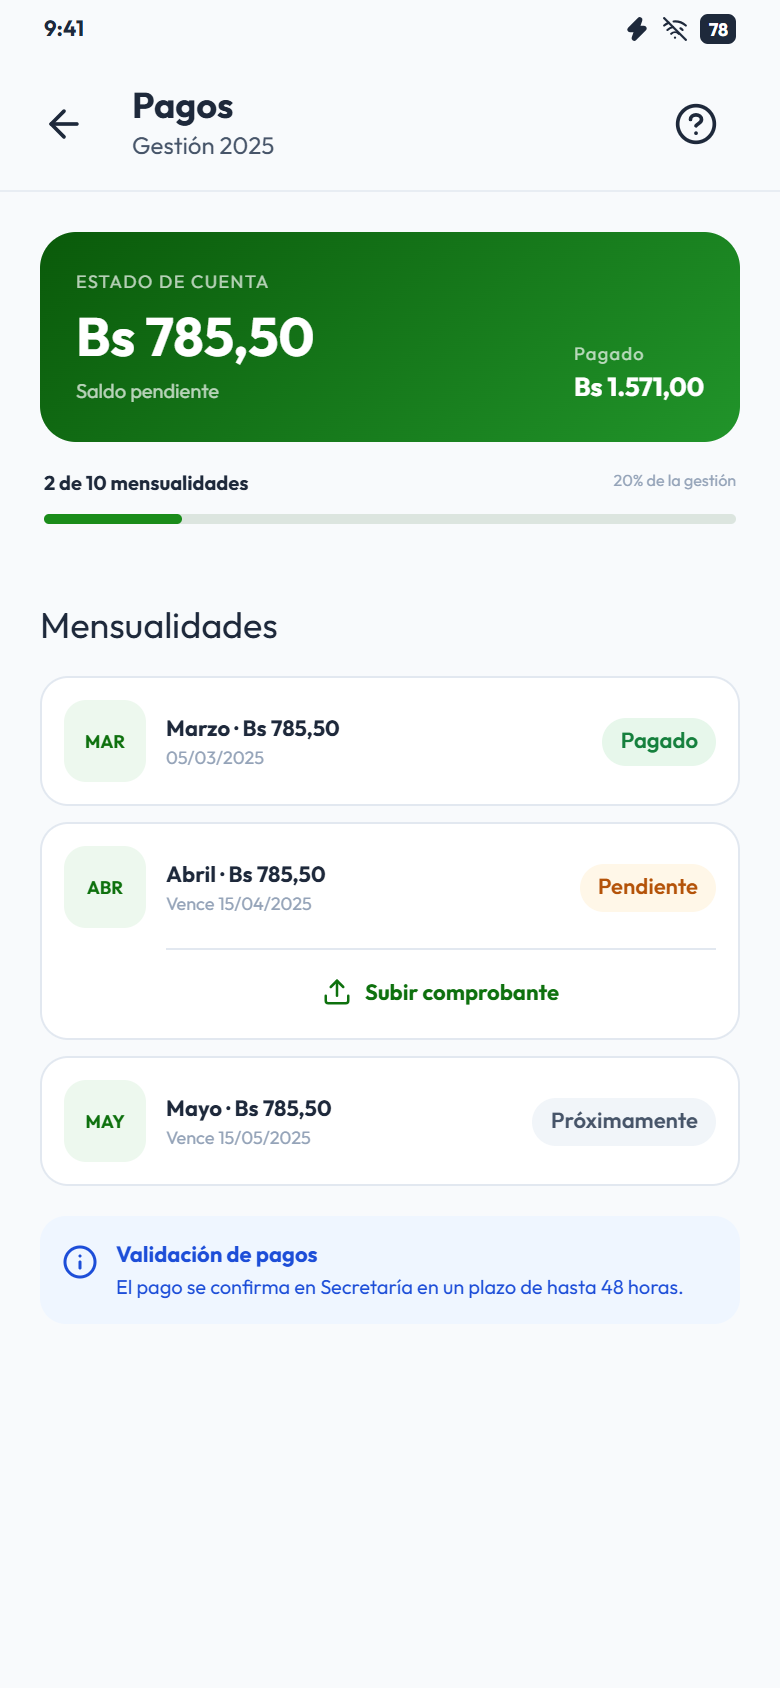 9:41
78
Pagos
Gestión 2025
ESTADO DE CUENTA
Bs 785,50
Saldo pendiente
Pagado
Bs 1.571,00
2 de 10 mensualidades
20% de la gestión
Mensualidades
MAR
Marzo · Bs 785,50
05/03/2025
Pagado
ABR
Abril · Bs 785,50
Vence 15/04/2025
Pendiente
Subir comprobante
MAY
Mayo · Bs 785,50
Vence 15/05/2025
Próximamente
Validación de pagos
El pago se confirma en Secretaría en un plazo de hasta 48 horas.